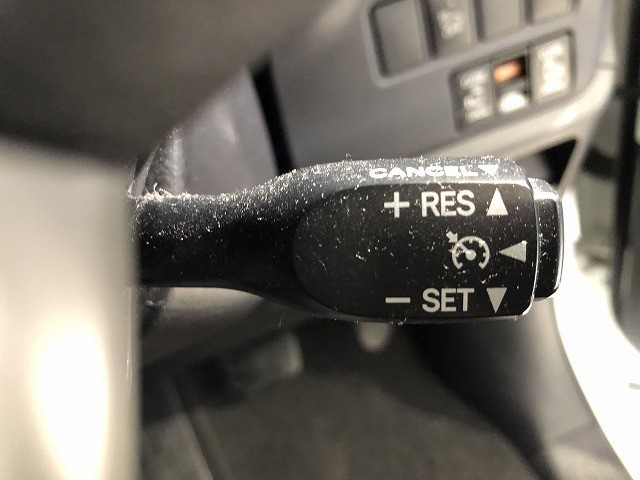 CANCEL▼
+ RES ▲
◀
− SET ▼